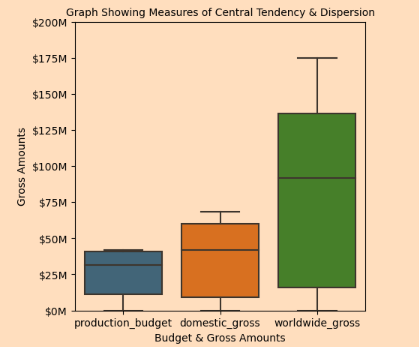 Graph Showing Measures of Central Tendency & Dispersion
$200M
$175M
$150M
$125M
$100M
$75M
$50M
$25M
$0M
Gross Amounts
production_budget domestic_gross worldwide_gross
Budget & Gross Amounts